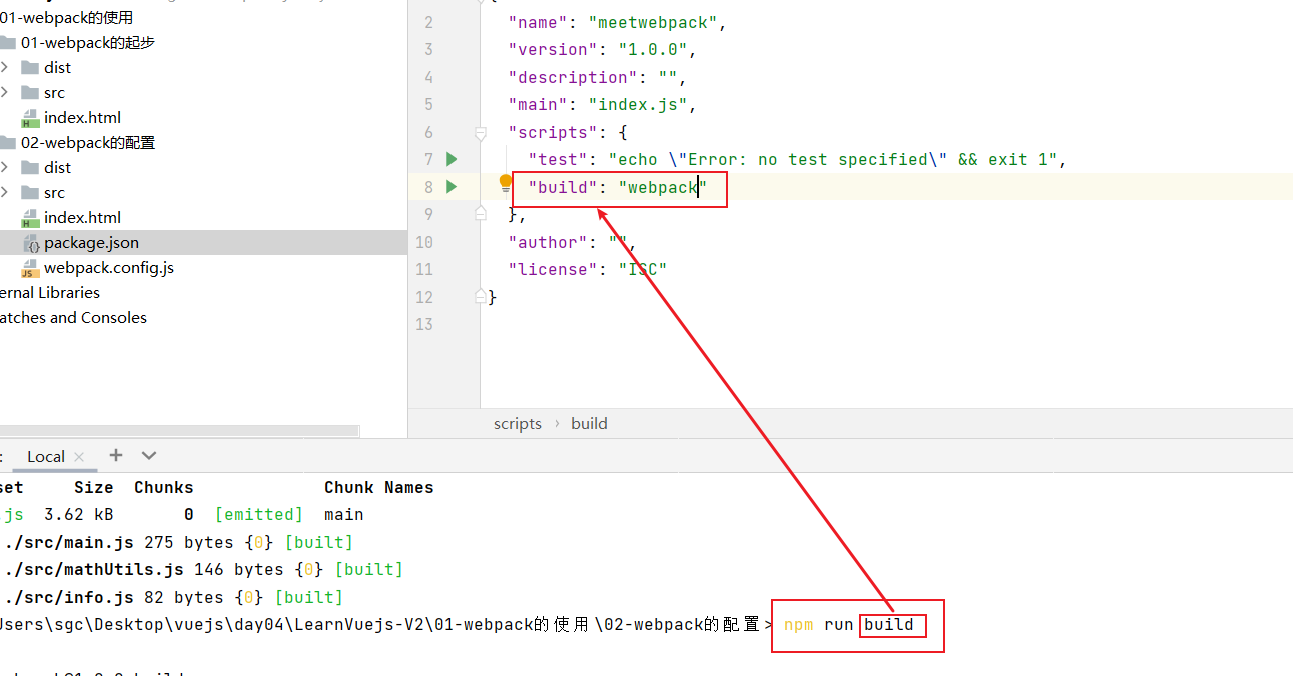 01-webpack的使用
01-webpack的起步
dist
src
index.html
02-webpack的配置
dist
src
index.html
package.json
webpack.config.js
ernal Libraries
atches and Consoles
2 "name": "meetwebpack",
3 "version": "1.0.0",
4 "description": "",
5 "main": "index.js",
6 "scripts": {
7 "test": "echo \"Error: no test specified\" && exit 1",
8 "build": "webpack"
9 },
10 "author": "",
11 "license": "ISC"
12 }
13
scripts › build
: Local × +
set Size Chunks Chunk Names
.js 3.62 kB 0 [emitted] main
./src/main.js 275 bytes {0} [built]
./src/mathUtils.js 146 bytes {0} [built]
./src/info.js 82 bytes {0} [built]
Users\sgc\Desktop\vuejs\day04\LearnVuejs-V2\01-webpack的使用\02-webpack的配置>npm run build